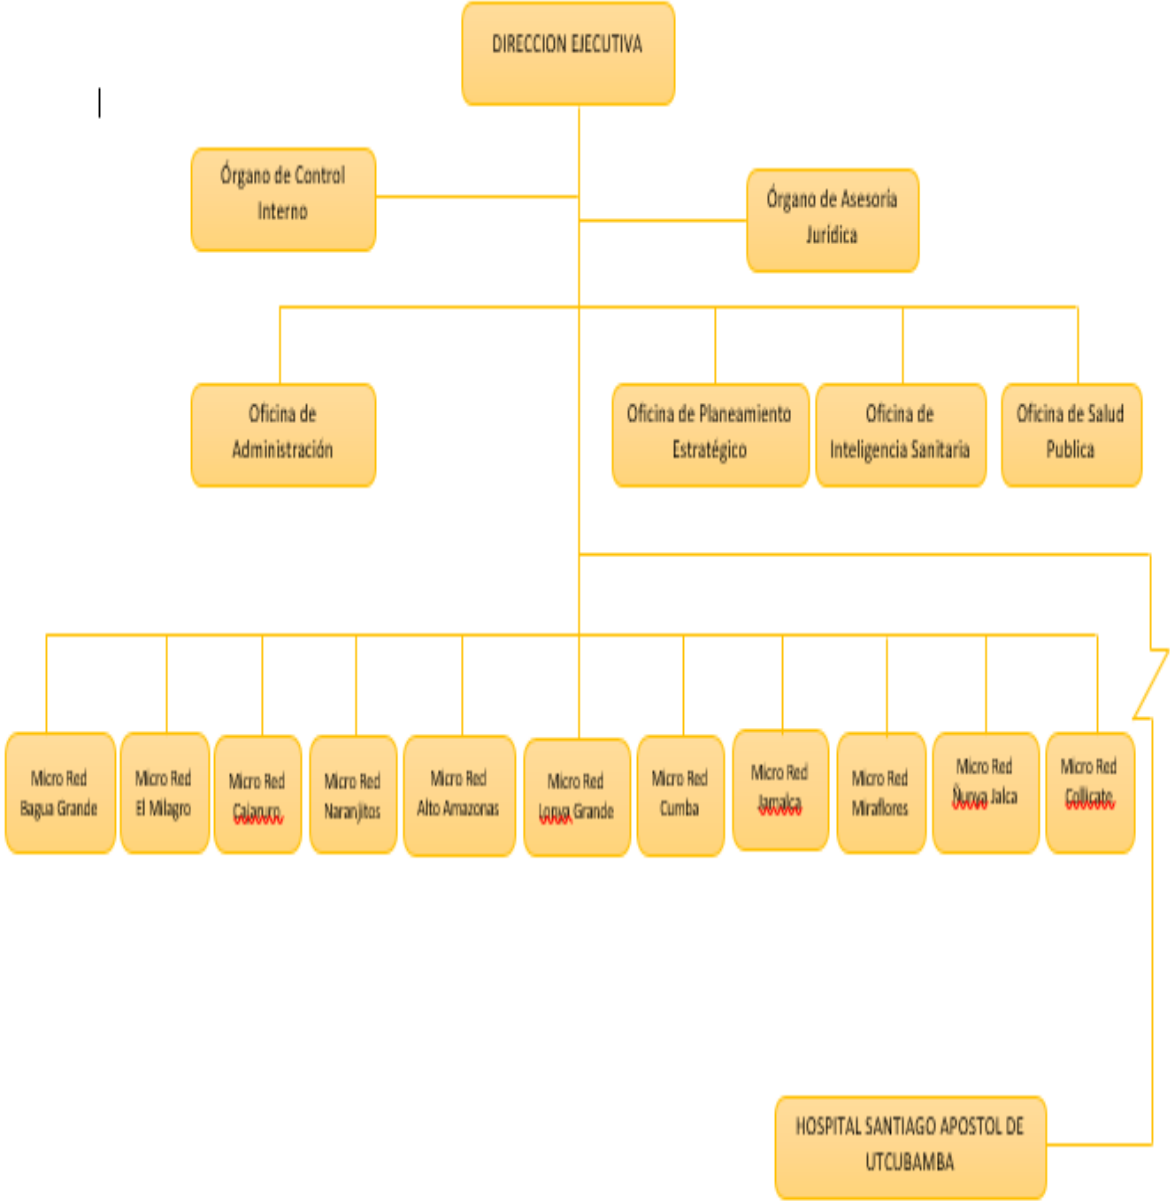 DIRECCION EJECUTIVA
Órgano de Control
Interno
Órgano de Asesoria
Juridica
Oficina de
Administración
Oficina de Planeamiento
Estratégico
Oficina de
Inteligencia Sanitaria
Oficina de Salud
Publica
Micro Red
Bagua Grande
Micro Red
El Milagro
Micro Red
Cajaruro
Micro Red
Naranjitos
Micro Red
Alto Amazonas
Micro Red
Lonya Grande
Micro Red
Cumba
Micro Red
Jamalca
Micro Red
Miraflores
Micro Red
Ñunya Jalca
Micro Red
Collicate
HOSPITAL SANTIAGO APOSTOL DE
UTCUBAMBA